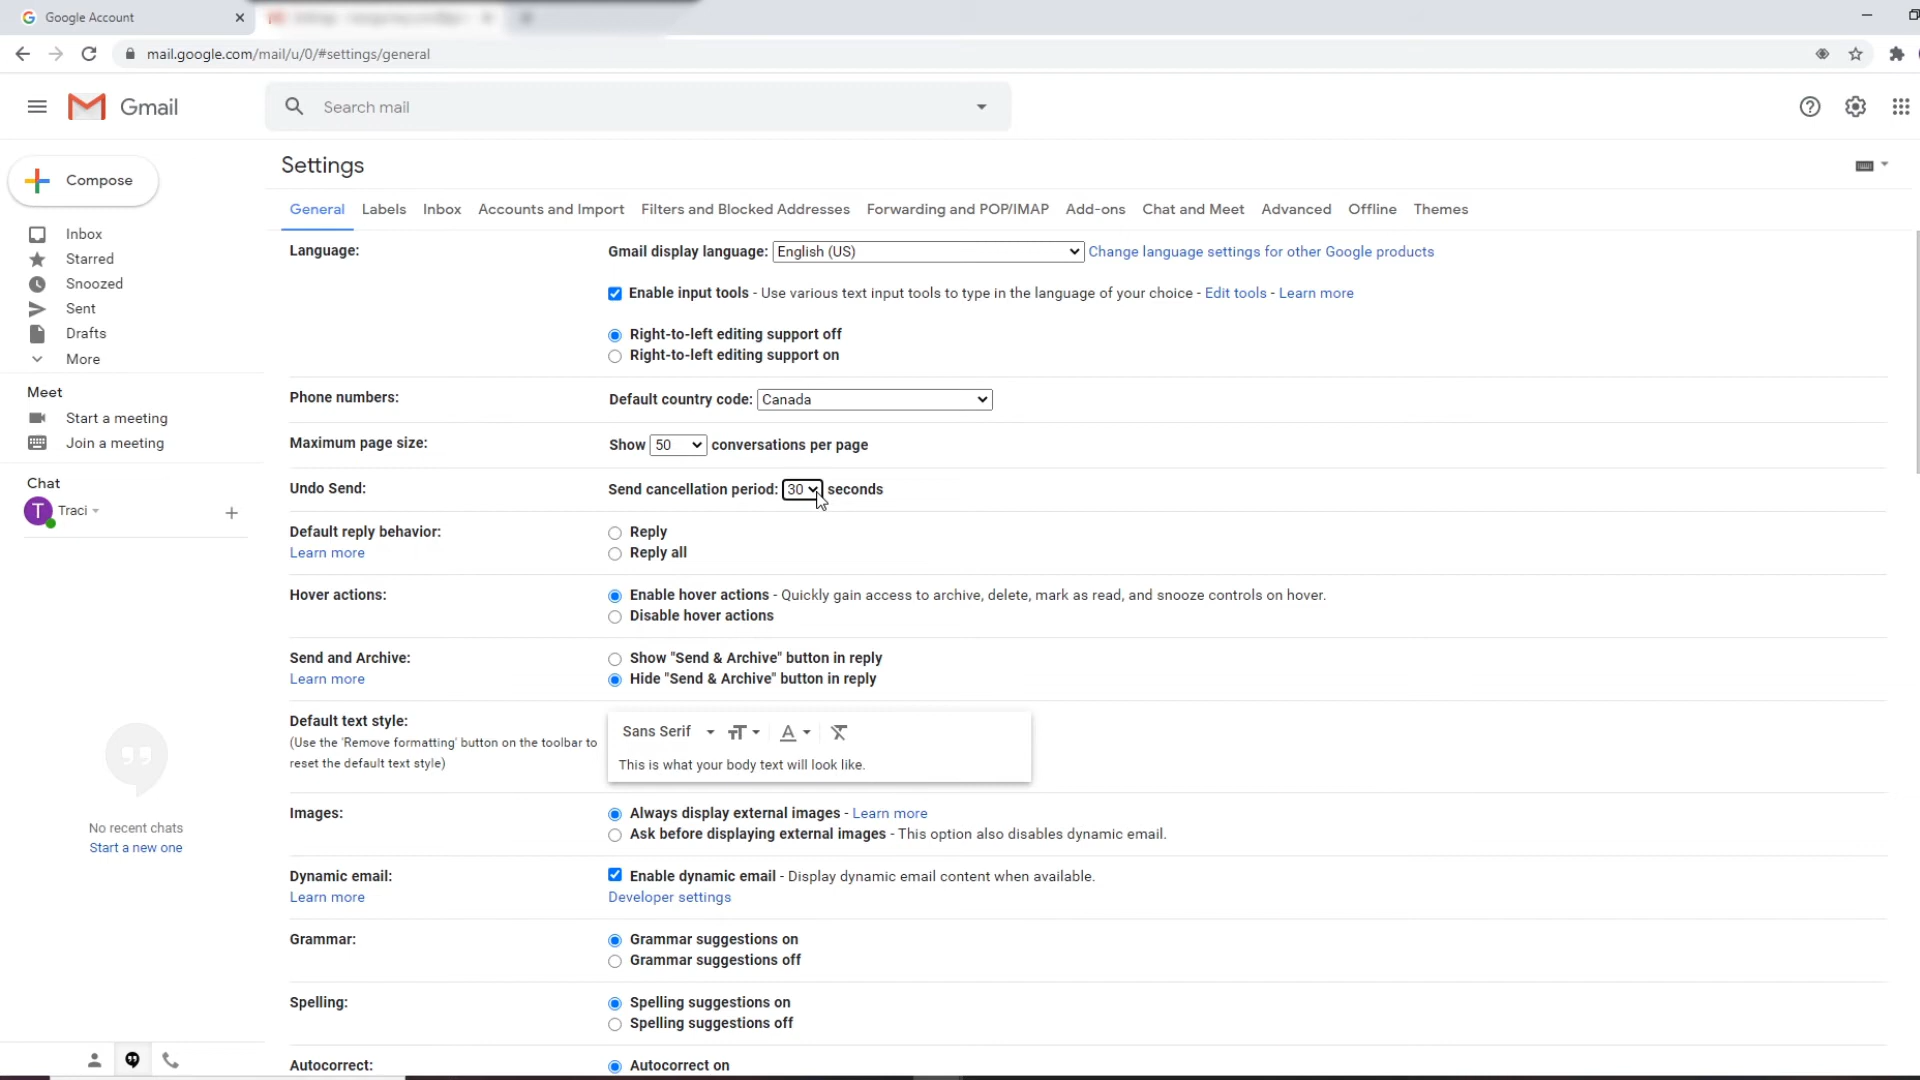 Google Account
mail.google.com/mail/u/0/#settings/general
Gmail
Search mail
Compose
Inbox
Starred
Snoozed
Sent
Drafts
More
Meet
Start a meeting
Join a meeting
Chat
T
Traci
No recent chats
Start a new one
Settings
General Labels Inbox Accounts and Import Filters and Blocked Addresses Forwarding and POP/IMAP Add-ons Chat and Meet Advanced Offline Themes
Language: Gmail display language: English (US) Change language settings for other Google products
Enable input tools - Use various text input tools to type in the language of your choice - Edit tools - Learn more
Right-to-left editing support off
Right-to-left editing support on
Phone numbers: Default country code: Canada
Maximum page size: Show 50 conversations per page
Undo Send: Send cancellation period: 30 seconds
Default reply behavior: Reply
Learn more Reply all
Hover actions: Enable hover actions - Quickly gain access to archive, delete, mark as read, and snooze controls on hover.
Disable hover actions
Send and Archive: Show "Send & Archive" button in reply
Learn more Hide "Send & Archive" button in reply
Default text style: Sans Serif
(Use the 'Remove formatting' button on the toolbar to
reset the default text style) This is what your body text will look like.
Images: Always display external images - Learn more
Ask before displaying external images - This option also disables dynamic email.
Dynamic email: Enable dynamic email - Display dynamic email content when available.
Learn more Developer settings
Grammar: Grammar suggestions on
Grammar suggestions off
Spelling: Spelling suggestions on
Spelling suggestions off
Autocorrect: Autocorrect on